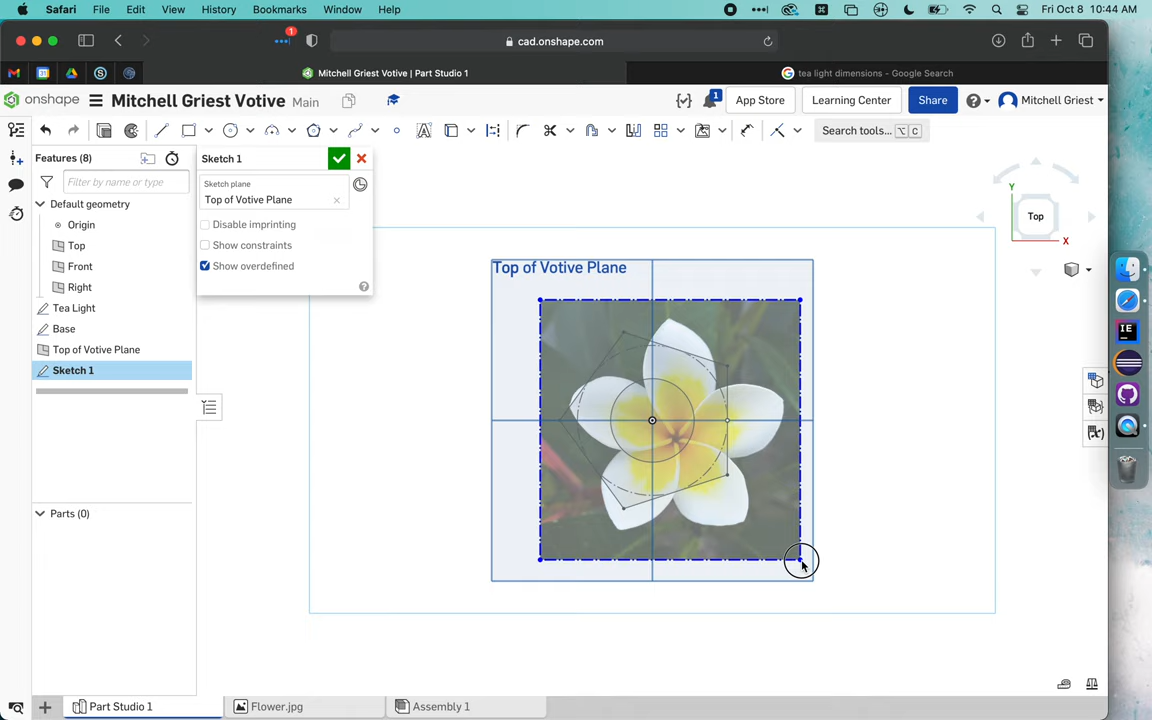 Safari File Edit View History Bookmarks Window Help Fri Oct 8 10:44 AM
1
cad.onshape.com
31
Mitchell Griest Votive | Part Studio 1
tea light dimensions - Google Search
onshape Mitchell Griest Votive Main 1 App Store Learning Center Share Mitchell Griest
Search tools... ⌥ C
Features (8)
Filter by name or type
Default geometry
Origin
Top
Front
Right
Tea Light
Base
Top of Votive Plane
Sketch 1
Parts (0)
Sketch 1
Sketch plane
Top of Votive Plane
Disable imprinting
Show constraints
Show overdefined
Top of Votive Plane
Y
Top
X
IE
Part Studio 1
Flower.jpg
Assembly 1